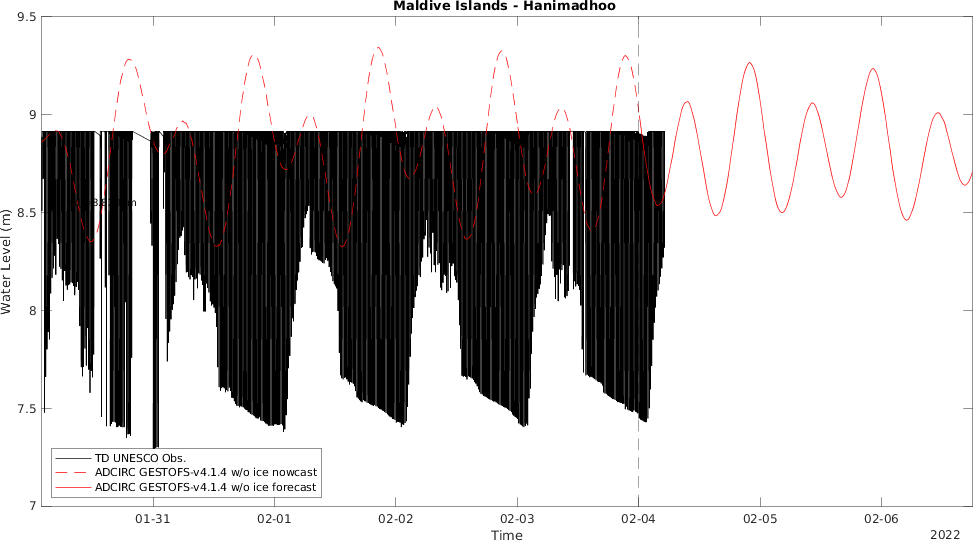 Maldive Islands - Hanimadhoo
9.5
9
8.5
8
7.5
7
Water Level (m)
TD UNESCO Obs.
ADCIRC GESTOFS-v4.1.4 w/o ice nowcast
ADCIRC GESTOFS-v4.1.4 w/o ice forecast
01-31
02-01
02-02
02-03
02-04
02-05
02-06
Time
2022